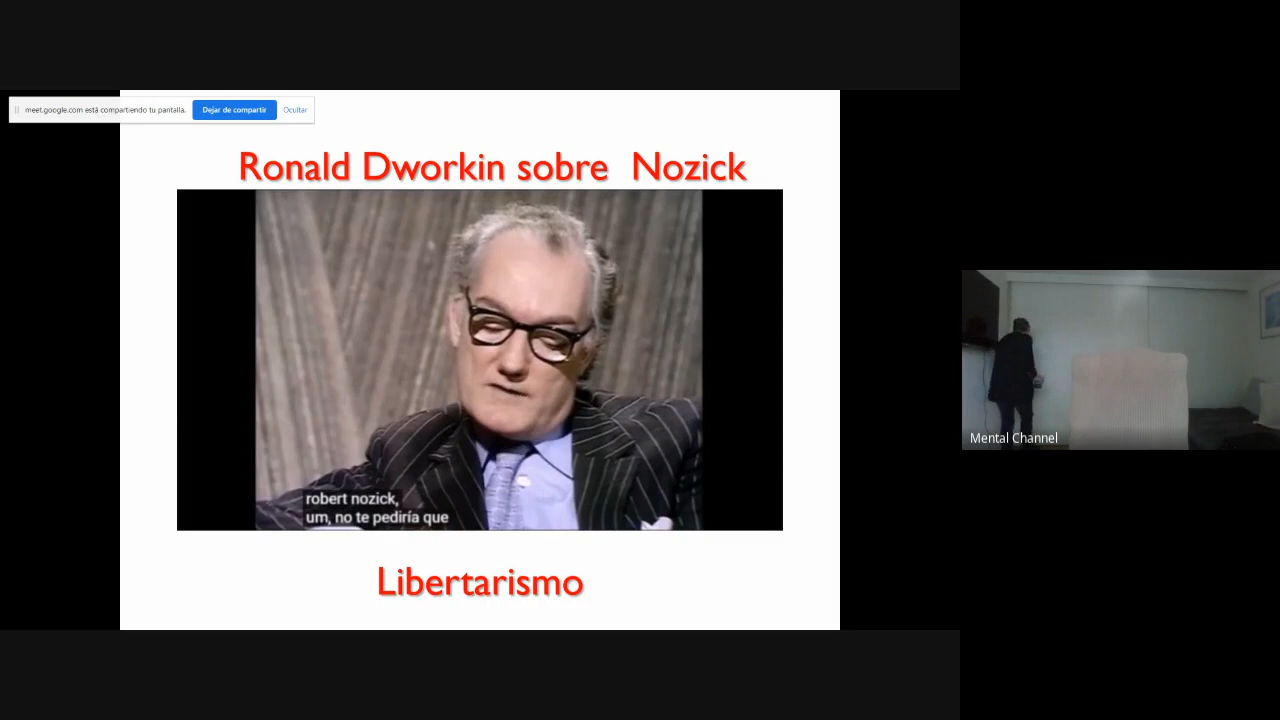 meet.google.com está compartiendo tu pantalla.
Dejar de compartir
Ocultar
Ronald Dworkin sobre Nozick
robert nozick,
um, no te pediría que
Libertarismo
Mental Channel